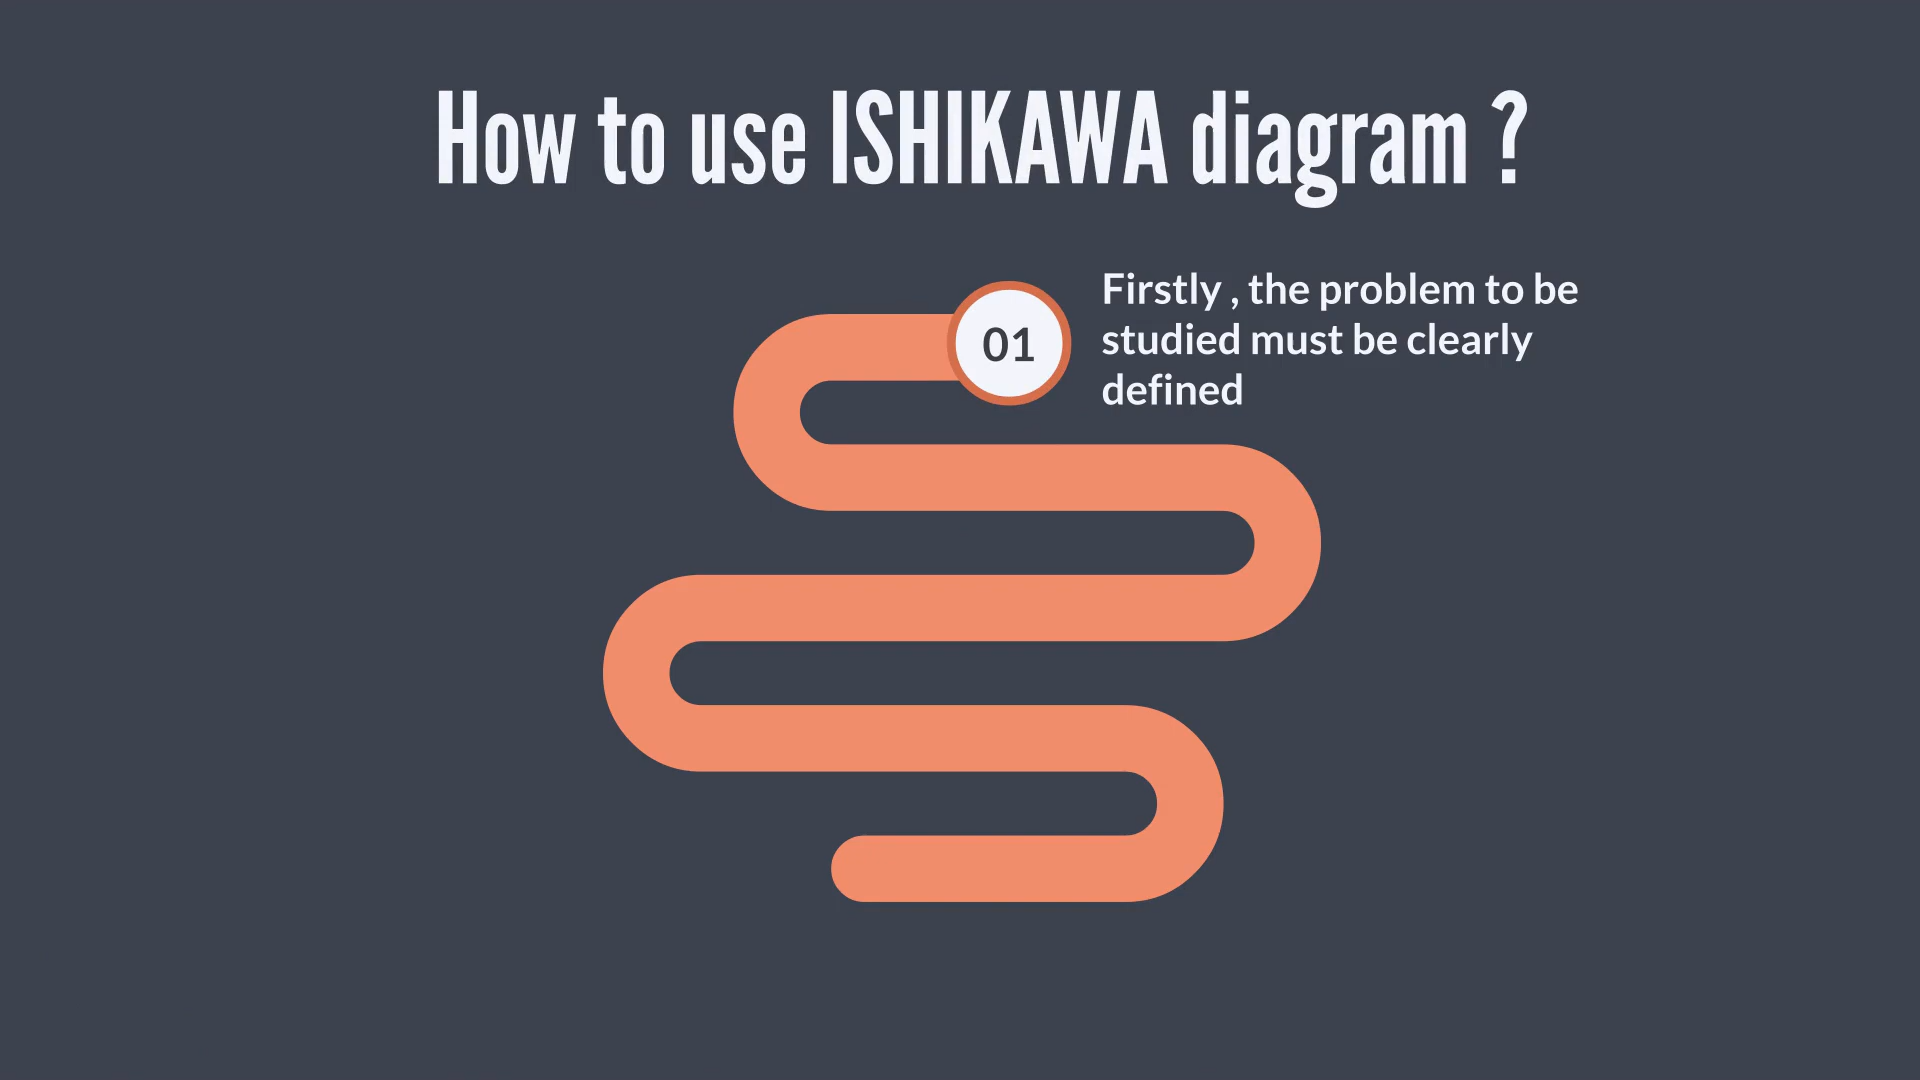 How to use ISHIKAWA diagram ?
01
Firstly , the problem to be
studied must be clearly
defined